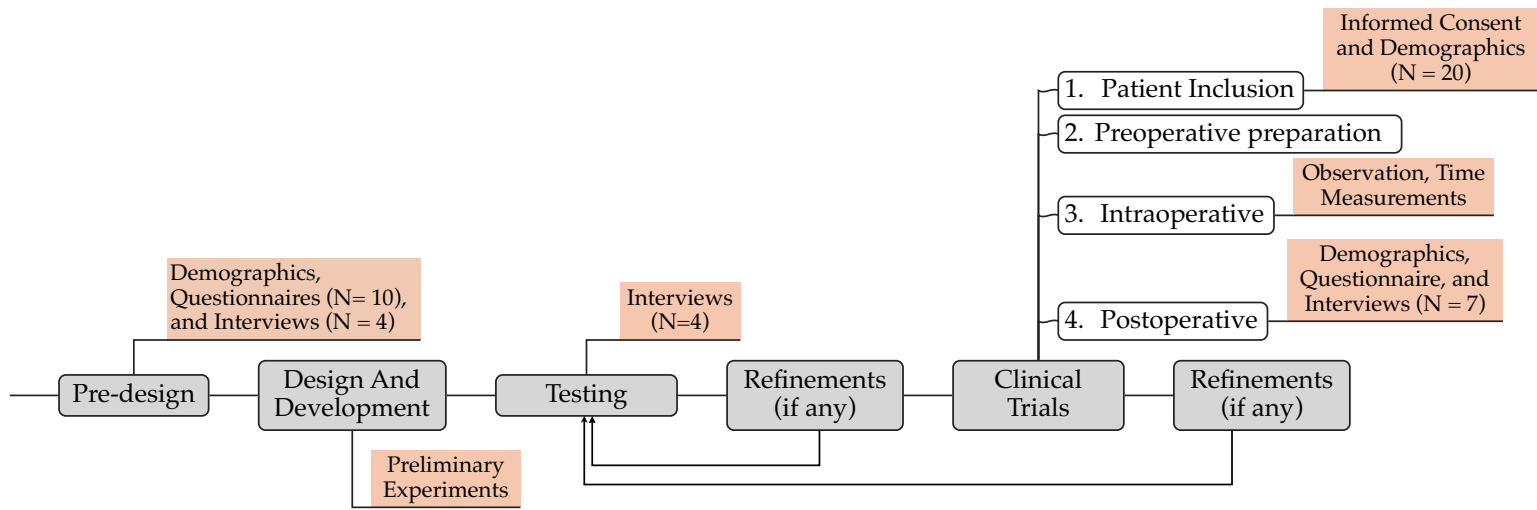 Informed Consent
and Demographics
(N = 20)
1. Patient Inclusion
2. Preoperative preparation
Observation, Time
Measurements
3. Intraoperative
Demographics,
Questionnaire, and
Interviews (N = 7)
4. Postoperative
Demographics,
Questionnaires (N= 10),
and Interviews (N = 4)
Interviews
(N=4)
Pre-design
Design And
Development
Testing
Refinements
(if any)
Clinical
Trials
Refinements
(if any)
Preliminary
Experiments